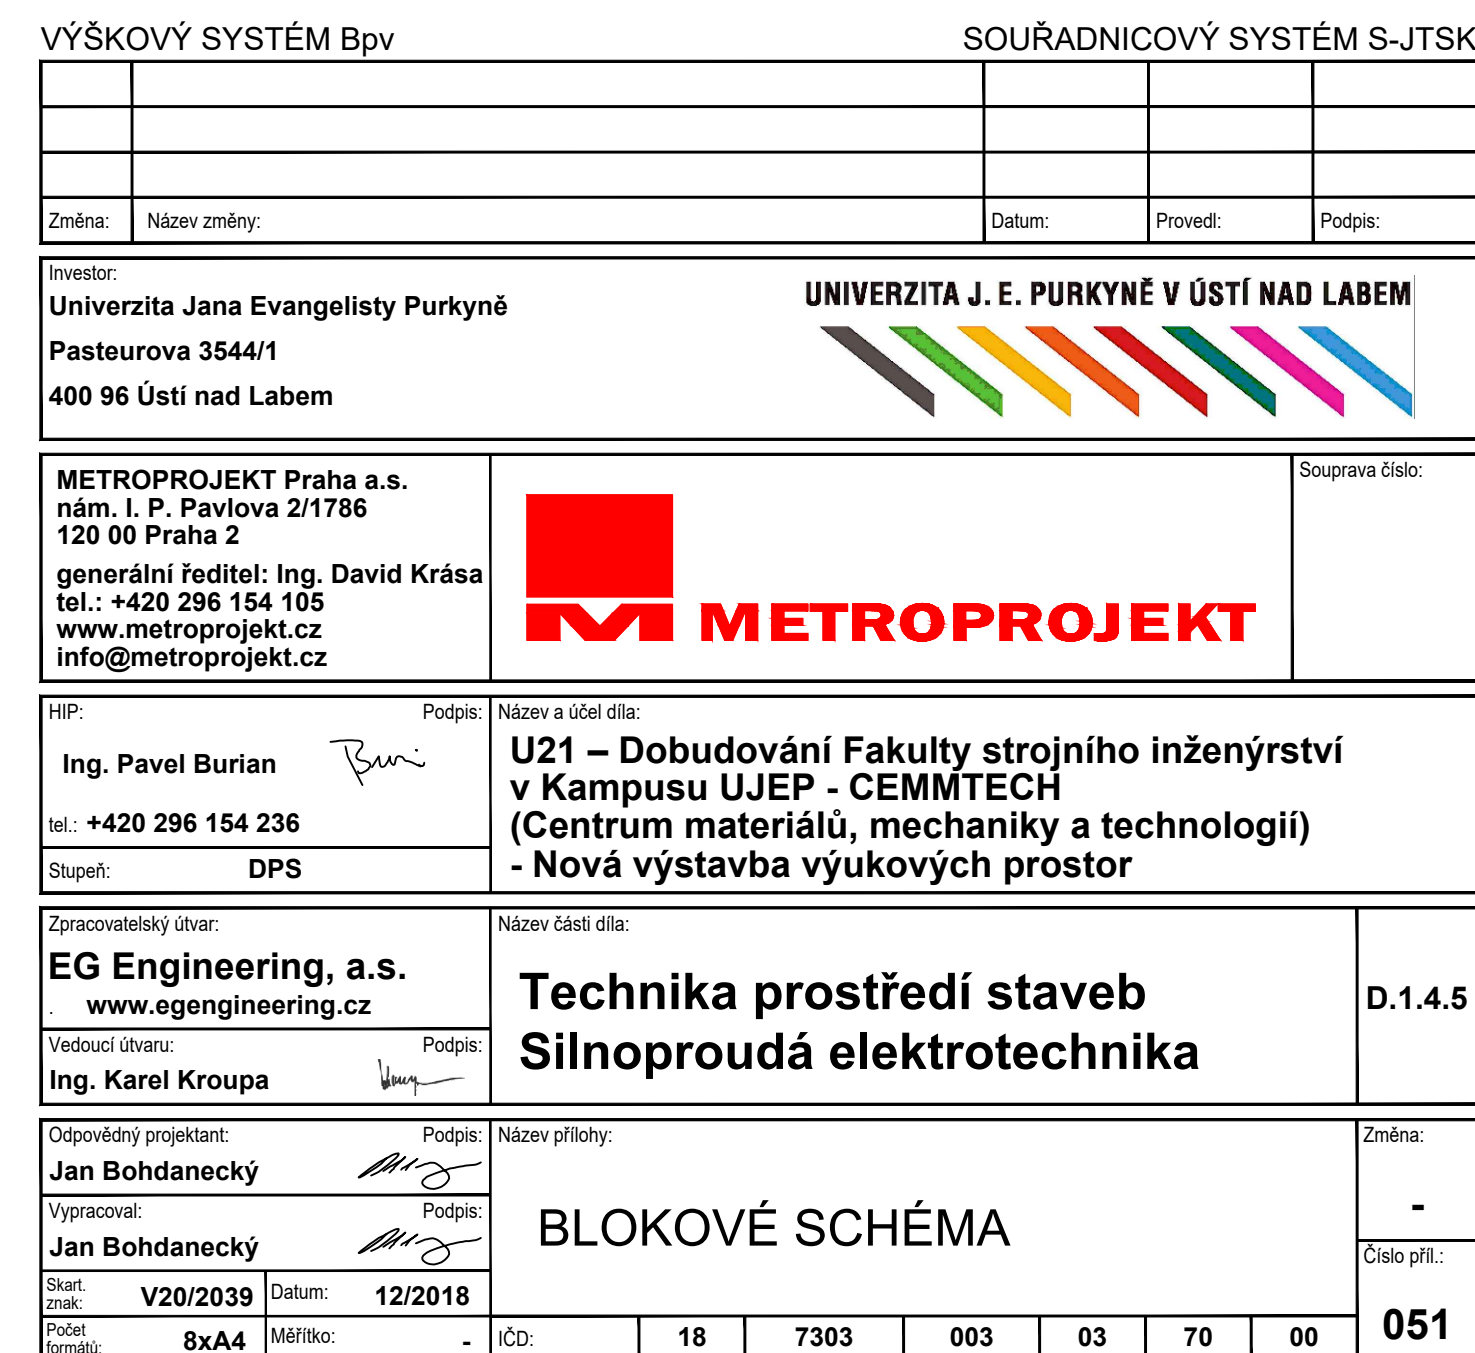 VÝŠKOVÝ SYSTÉM Bpv
SOUŘADNICOVÝ SYSTÉM S-JTSK
Změna:
Název změny:
Datum:
Provedl:
Podpis:
Investor:
Univerzita Jana Evangelisty Purkyně
Pasteurova 3544/1
400 96 Ústí nad Labem
UNIVERZITA J. E. PURKYNĚ V ÚSTÍ NAD LABEM
METROPROJEKT Praha a.s.
nám. I. P. Pavlova 2/1786
120 00 Praha 2
generální ředitel: Ing. David Krása
tel.: +420 296 154 105
www.metroprojekt.cz
info@metroprojekt.cz
METROPROJEKT
Souprava číslo:
HIP:
Podpis:
Ing. Pavel Burian
tel.: +420 296 154 236
Stupeň:
DPS
Název a účel díla:
U21 – Dobudování Fakulty strojního inženýrství
v Kampusu UJEP - CEMMTECH
(Centrum materiálů, mechaniky a technologií)
- Nová výstavba výukových prostor
Zpracovatelský útvar:
EG Engineering, a.s.
. www.egengineering.cz
Vedoucí útvaru:
Podpis:
Ing. Karel Kroupa
Název části díla:
Technika prostředí staveb
Silnoproudá elektrotechnika
D.1.4.5
Odpovědný projektant:
Podpis:
Jan Bohdanecký
Vypracoval:
Podpis:
Jan Bohdanecký
Skart.
znak:
V20/2039
Datum:
12/2018
Počet
formátů:
8xA4
Měřítko:
-
Název přílohy:
BLOKOVÉ SCHÉMA
IČD:
18
7303
003
03
70
00
Změna:
-
Číslo příl.:
051